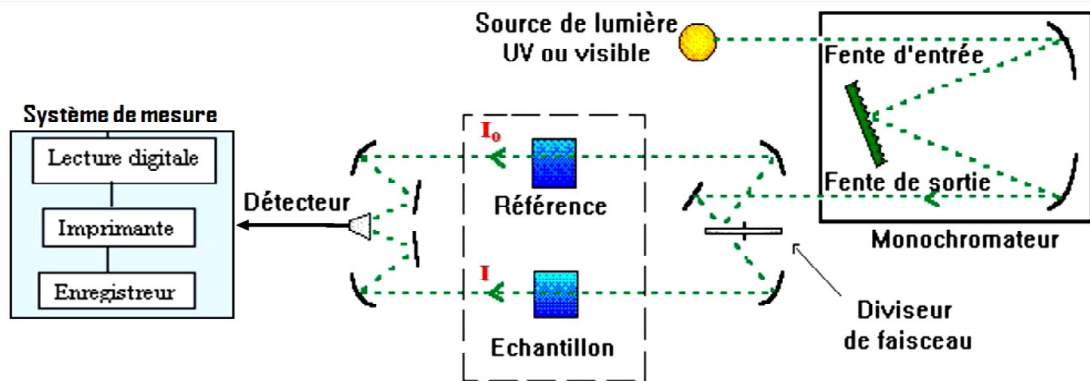 Source de lumière
UV ou visible
Fente d'entrée
Fente de sortie
Monochromateur
Diviseur
de faisceau
I₀
Référence
I
Echantillon
Détecteur
Système de mesure
Lecture digitale
Imprimante
Enregistreur